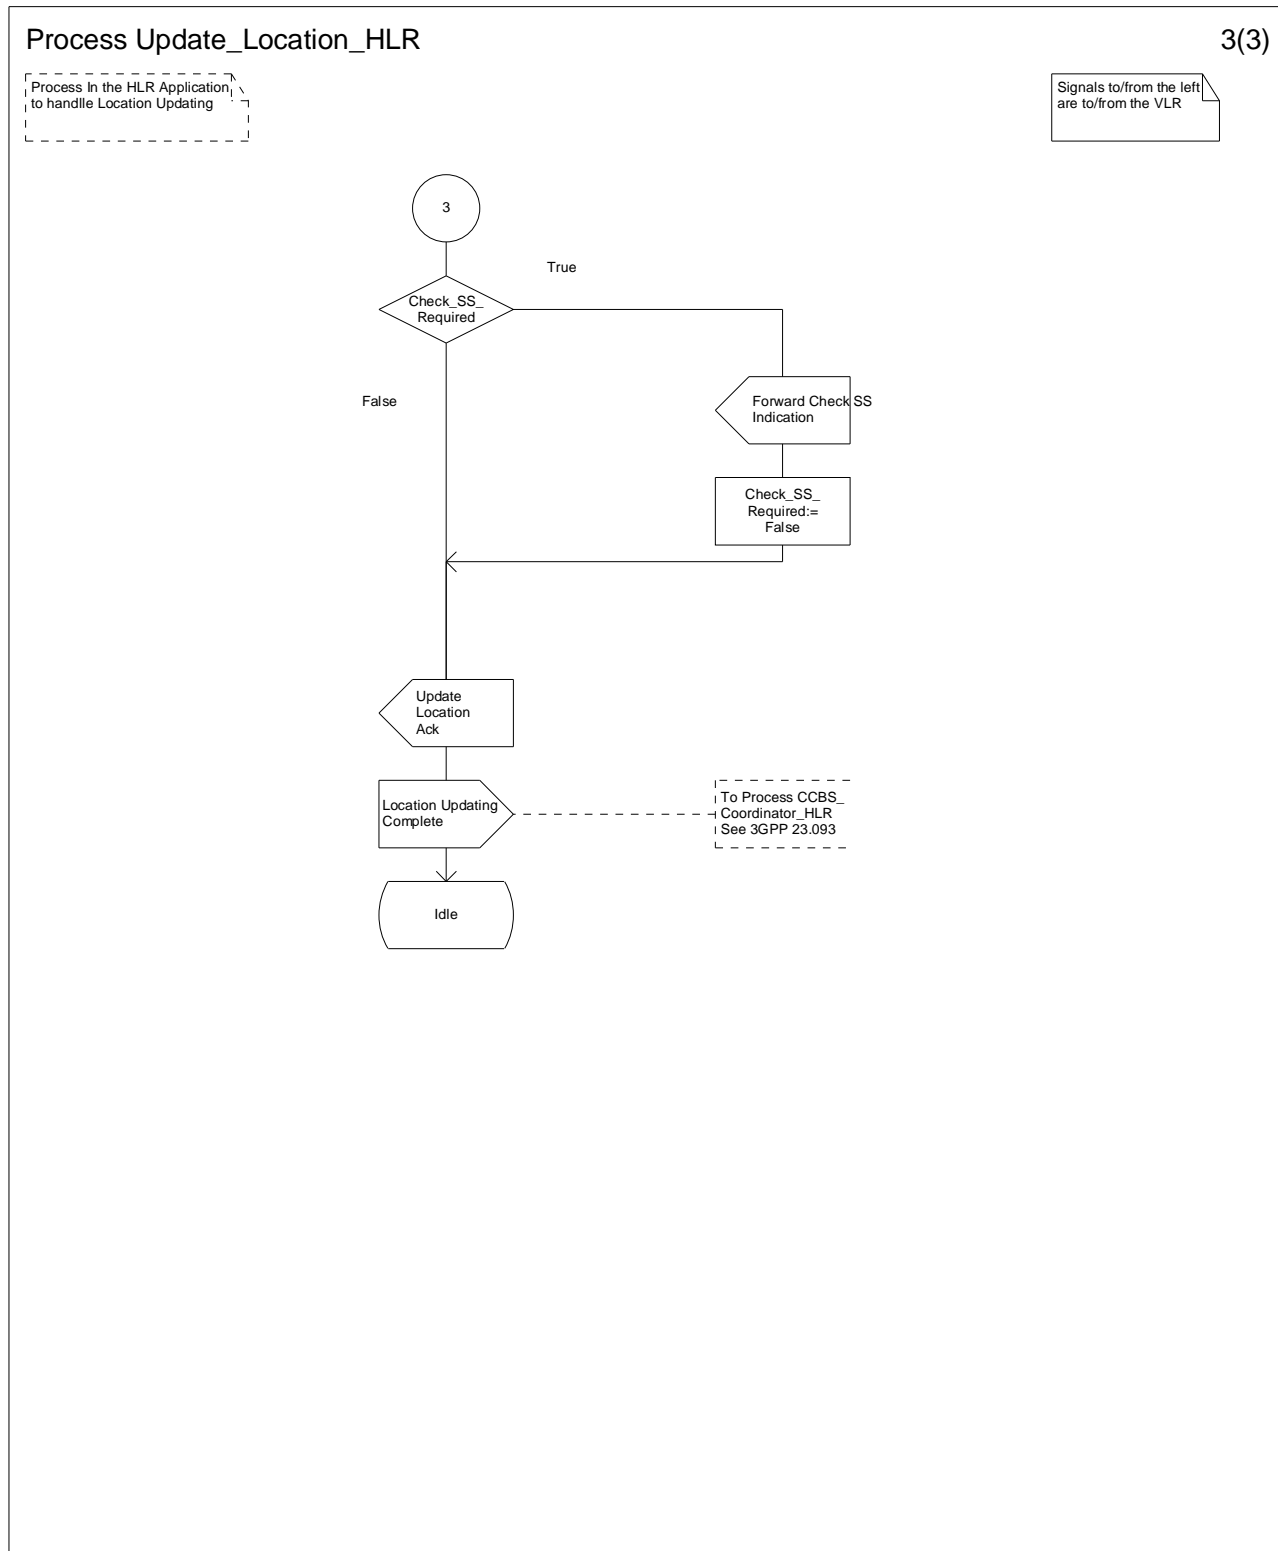 Process Update_Location_HLR
3(3)
Process In the HLR Application
to handlle Location Updating
Signals to/from the left
are to/from the VLR
3
True
Check_SS_
Required
False
Forward Check SS
Indication
Check_SS_
Required:=
False
Update
Location
Ack
Location Updating
Complete
To Process CCBS_
Coordinator_HLR
See 3GPP 23.093
Idle